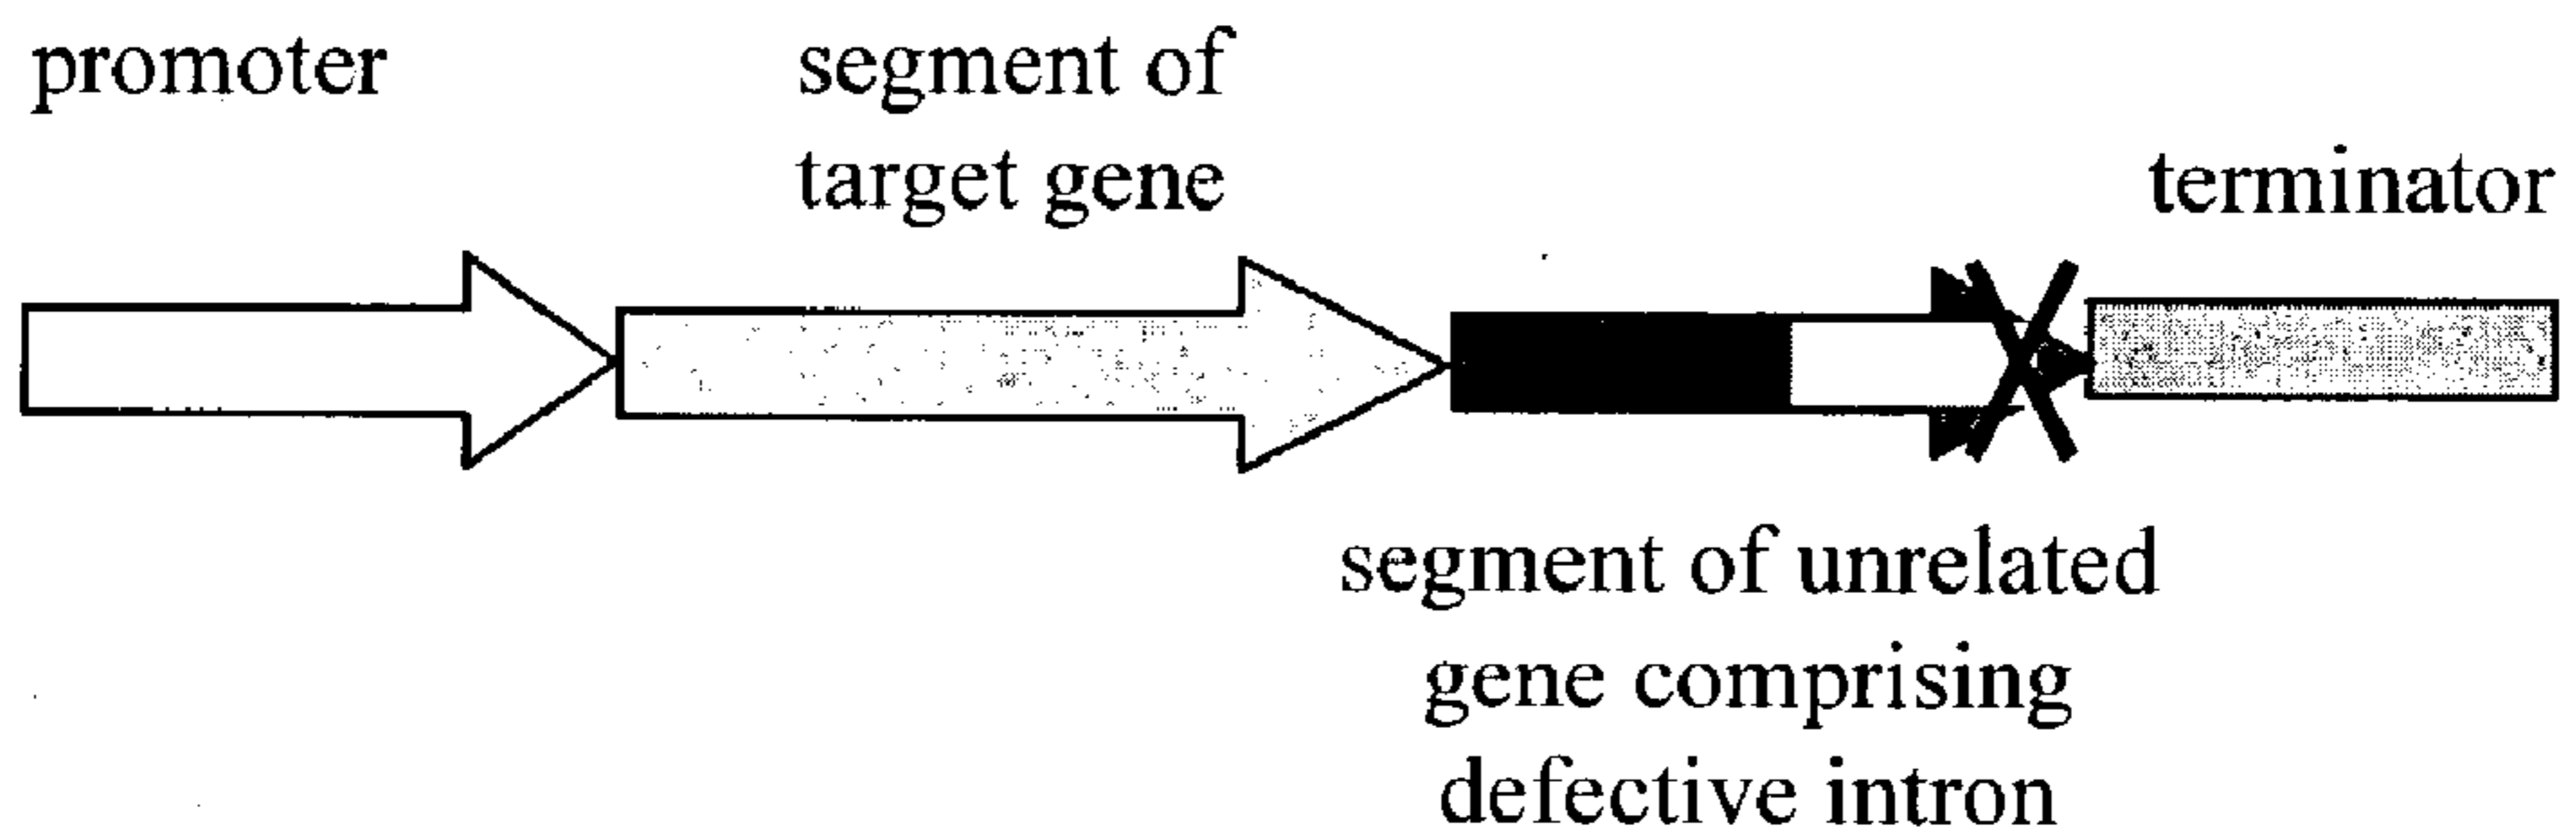 promoter
segment of
target gene
terminator
segment of unrelated
gene comprising
defective intron